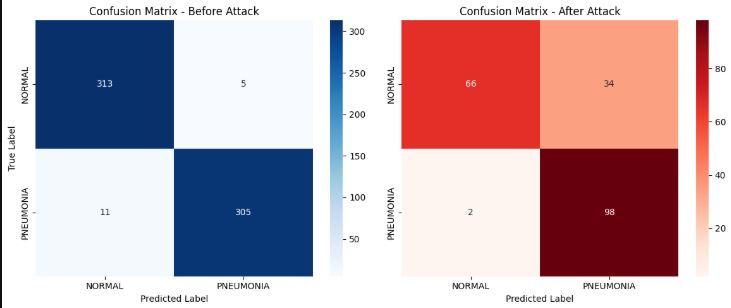 Confusion Matrix - Before Attack
NORMAL
PNEUMONIA
True Label
313 5
11 305
NORMAL PNEUMONIA
Predicted Label
300
250
200
150
100
50
Confusion Matrix - After Attack
NORMAL
PNEUMONIA
66 34
2 98
NORMAL PNEUMONIA
Predicted Label
80
60
40
20